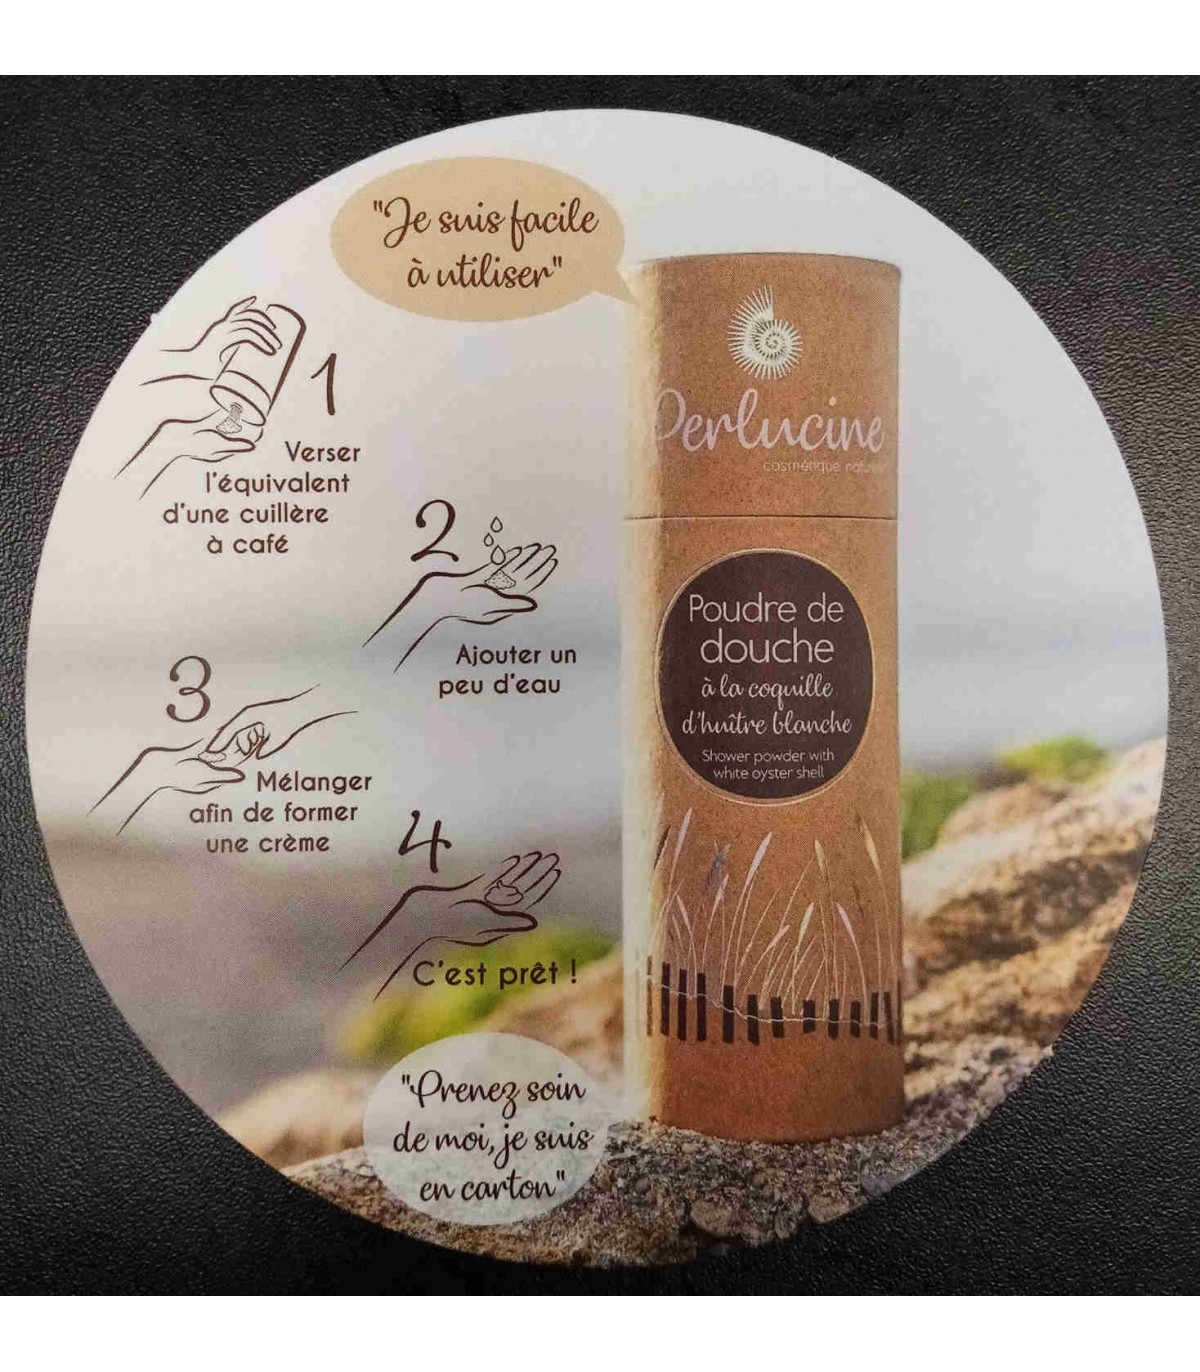 "Je suis facile
à utiliser"
1
Verser
l'équivalent
d'une cuillère
à café
2
Ajouter un
peu d'eau
3
Mélanger
afin de former
une crème
4
C'est prêt !
"Prenez soin
de moi, je suis
en carton"
Perlucine
cosmétique nature
Poudre de
douche
à la coquille
d'huître blanche
Shower powder with
white oyster shell